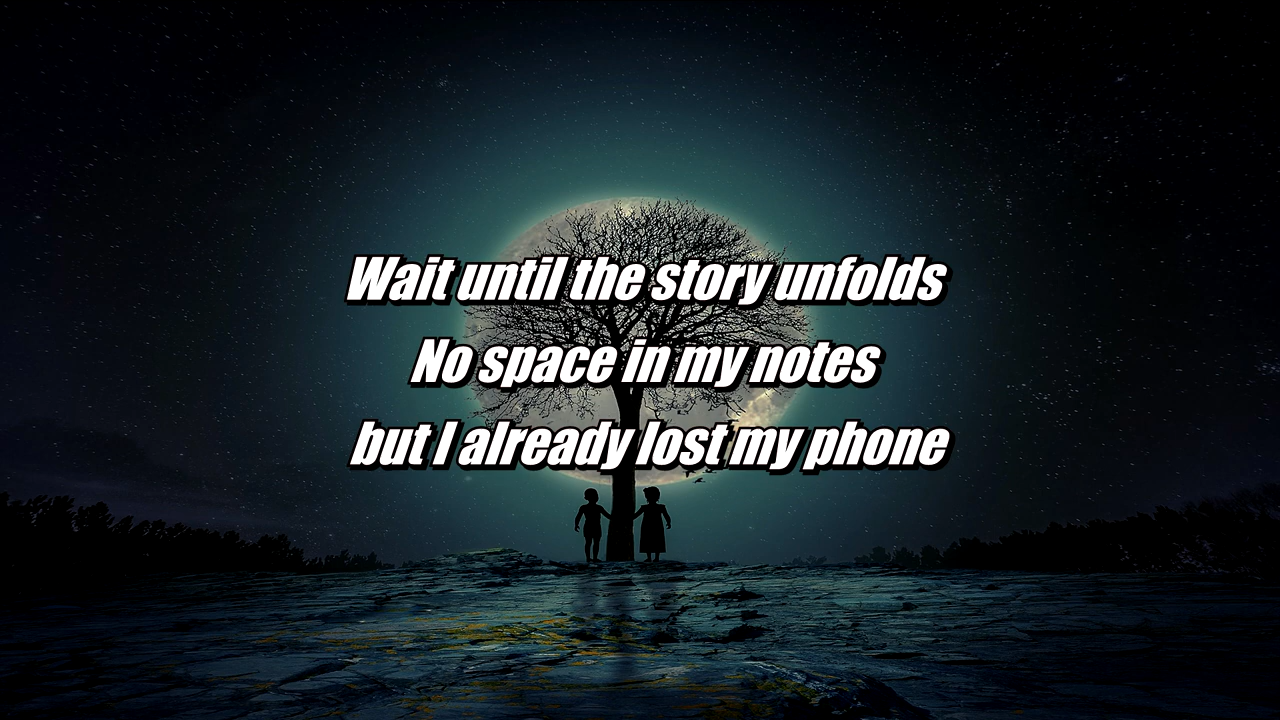 Wait until the story unfolds
No space in my notes
but I already lost my phone